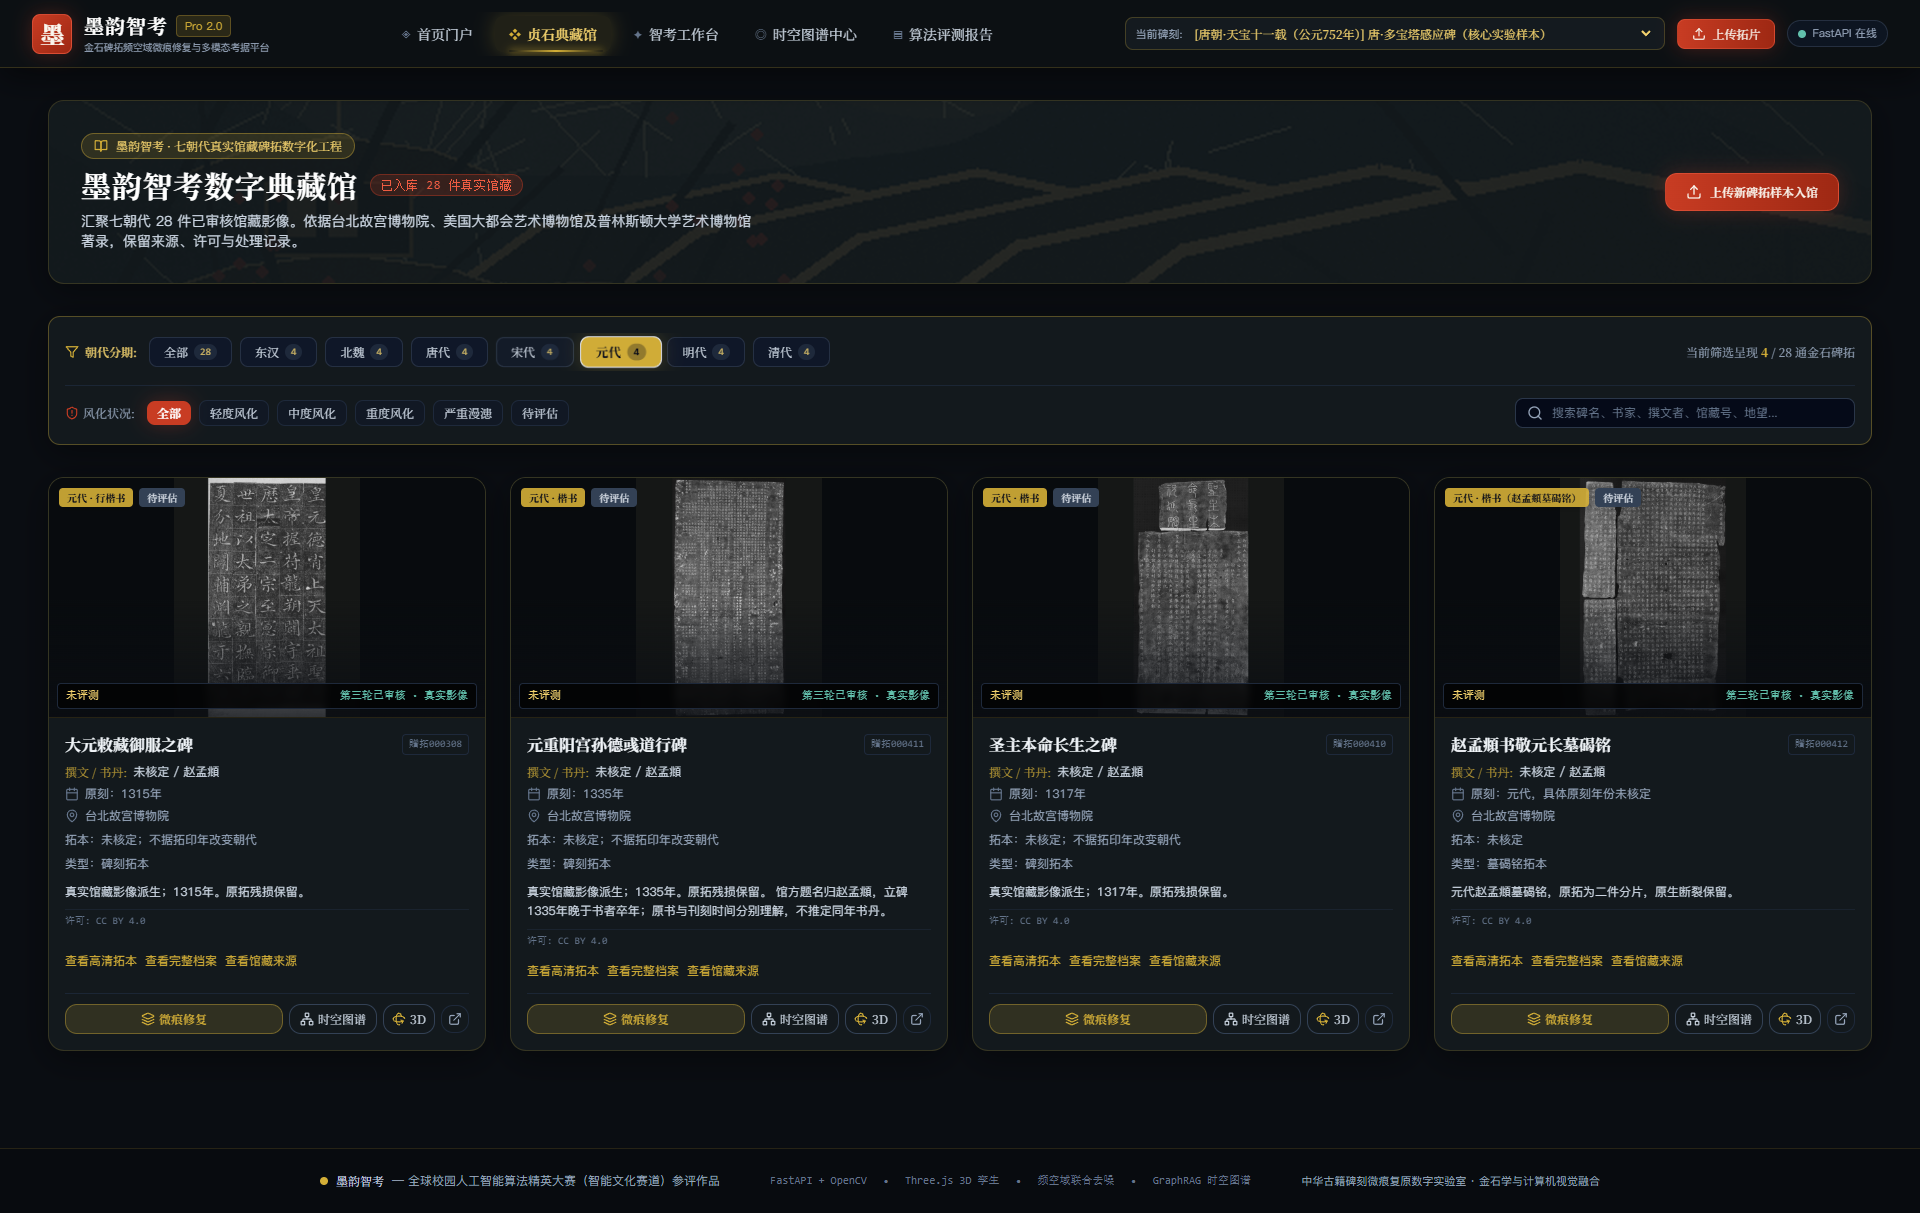 墨 墨韵智考 Pro 2.0
金石碑拓频空域微痕修复与多模态考据平台
首页门户 贞石典藏馆 智考工作台 时空图谱中心 算法评测报告
当前碑刻: [唐朝·天宝十一载（公元752年）] 唐·多宝塔感应碑（核心实验样本）
上传拓片
FastAPI 在线
墨韵智考 · 七朝代真实馆藏碑拓数字化工程
墨韵智考数字典藏馆 已入库 28 件真实馆藏
汇聚七朝代 28 件已审核馆藏影像。依据台北故宫博物院、美国大都会艺术博物馆及普林斯顿大学艺术博物馆
著录，保留来源、许可与处理记录。
上传新碑拓样本入馆
朝代分期: 全部 28 东汉 4 北魏 4 唐代 4 宋代 4 元代 4 明代 4 清代 4
当前筛选呈现 4 / 28 通金石碑拓
风化状况: 全部 轻度风化 中度风化 重度风化 严重漫漶 待评估
搜索碑名、书家、撰文者、馆藏号、地望...
元代 · 行楷书 待评估
未评测 第三轮已审核 · 真实影像
大元敕藏御服之碑 贈拓000308
撰文 / 书丹: 未核定 / 赵孟頫
原刻: 1315年
台北故宫博物院
拓本: 未核定；不据拓印年改变朝代
类型: 碑刻拓本
真实馆藏影像派生；1315年。原拓残损保留。
许可: CC BY 4.0
查看高清拓本 查看完整档案 查看馆藏来源
微痕修复 时空图谱 3D
元代 · 楷书 待评估
未评测 第三轮已审核 · 真实影像
元重阳宫孙德彧道行碑 贈拓000411
撰文 / 书丹: 未核定 / 赵孟頫
原刻: 1335年
台北故宫博物院
拓本: 未核定；不据拓印年改变朝代
类型: 碑刻拓本
真实馆藏影像派生；1335年。原拓残损保留。 馆方题名归赵孟頫，立碑
1335年晚于书者卒年；原书与刊刻时间分别理解，不推定同年书丹。
许可: CC BY 4.0
查看高清拓本 查看完整档案 查看馆藏来源
微痕修复 时空图谱 3D
元代 · 楷书 待评估
未评测 第三轮已审核 · 真实影像
圣主本命长生之碑 贈拓000410
撰文 / 书丹: 未核定 / 赵孟頫
原刻: 1317年
台北故宫博物院
拓本: 未核定；不据拓印年改变朝代
类型: 碑刻拓本
真实馆藏影像派生；1317年。原拓残损保留。
许可: CC BY 4.0
查看高清拓本 查看完整档案 查看馆藏来源
微痕修复 时空图谱 3D
元代 · 楷书（赵孟頫墓碣铭） 待评估
未评测 第三轮已审核 · 真实影像
赵孟頫书敬元长墓碣铭 贈拓000412
撰文 / 书丹: 未核定 / 赵孟頫
原刻: 元代，具体原刻年份未核定
台北故宫博物院
拓本: 未核定
类型: 墓碣铭拓本
元代赵孟頫墓碣铭，原拓为二件分片，原生断裂保留。
许可: CC BY 4.0
查看高清拓本 查看完整档案 查看馆藏来源
微痕修复 时空图谱 3D
墨韵智考 — 全球校园人工智能算法精英大赛（智能文化赛道）参评作品 FastAPI + OpenCV • Three.js 3D 孪生 • 频空域联合去噪 • GraphRAG 时空图谱 中华古籍碑刻微痕复原数字实验室 · 金石学与计算机视觉融合